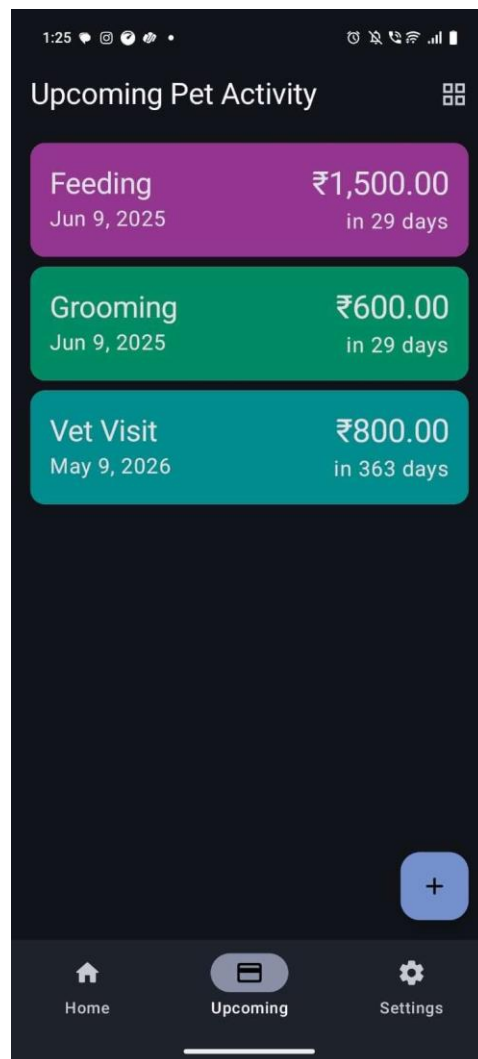 1:25
Upcoming Pet Activity
Feeding ₹1,500.00
Jun 9, 2025 in 29 days
Grooming ₹600.00
Jun 9, 2025 in 29 days
Vet Visit ₹800.00
May 9, 2026 in 363 days
+
Home Upcoming Settings